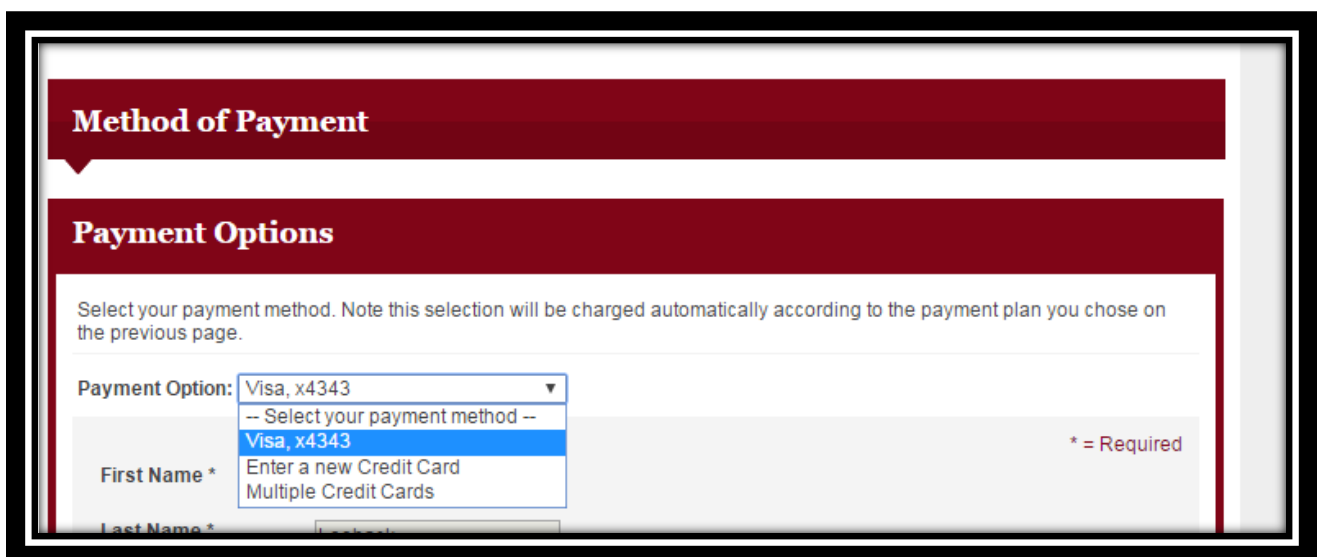 Method of Payment
Payment Options
Select your payment method. Note this selection will be charged automatically according to the payment plan you chose on
the previous page.
Payment Option: Visa, x4343
-- Select your payment method --
Visa, x4343
* = Required
Enter a new Credit Card
First Name *
Multiple Credit Cards
Last Name *